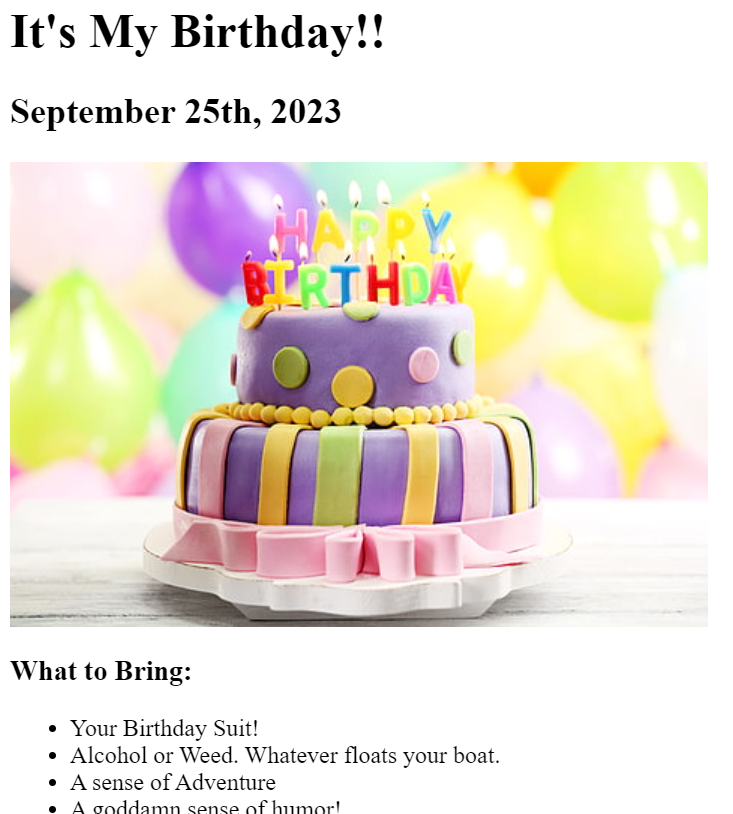 It's My Birthday!!
September 25th, 2023
HAPPY
BIRTHDAY
What to Bring:
Your Birthday Suit!
Alcohol or Weed. Whatever floats your boat.
A sense of Adventure
A goddamn sense of humor!